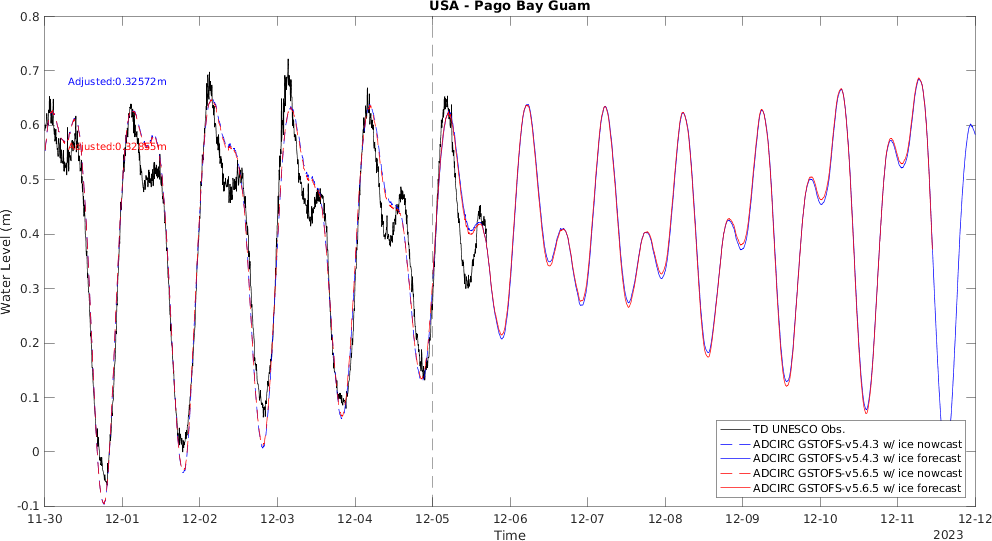 USA - Pago Bay Guam
0.8
0.7
0.6
0.5
0.4
0.3
0.2
0.1
0
-0.1
Water Level (m)
Adjusted:0.32572m
TD UNESCO Obs.
ADCIRC GSTOFS-v5.4.3 w/ ice nowcast
ADCIRC GSTOFS-v5.4.3 w/ ice forecast
ADCIRC GSTOFS-v5.6.5 w/ ice nowcast
ADCIRC GSTOFS-v5.6.5 w/ ice forecast
11-30 12-01 12-02 12-03 12-04 12-05 12-06 12-07 12-08 12-09 12-10 12-11 12-12
Time
2023